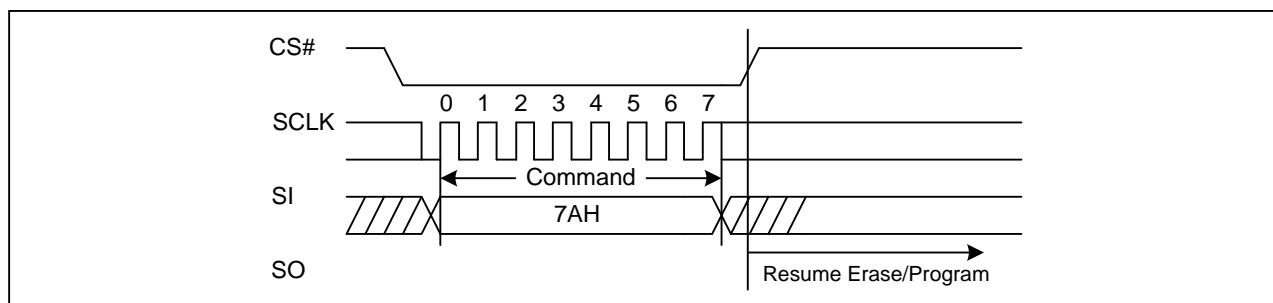 CS#
0 1 2 3 4 5 6 7
SCLK
Command
SI
7AH
SO
Resume Erase/Program